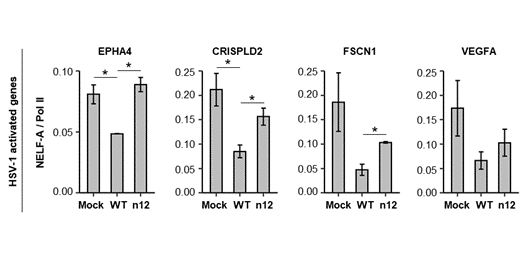 HSV-1 activated genes
NELF-A / Pol II
EPHA4
* *
0.10
0.05
0.00
Mock WT n12
CRISPLD2
*
*
0.25
0.20
0.15
0.10
0.05
0.00
Mock WT n12
FSCN1
*
0.25
0.20
0.15
0.10
0.05
0.00
Mock WT n12
VEGFA
0.25
0.20
0.15
0.10
0.05
0.00
Mock WT n12